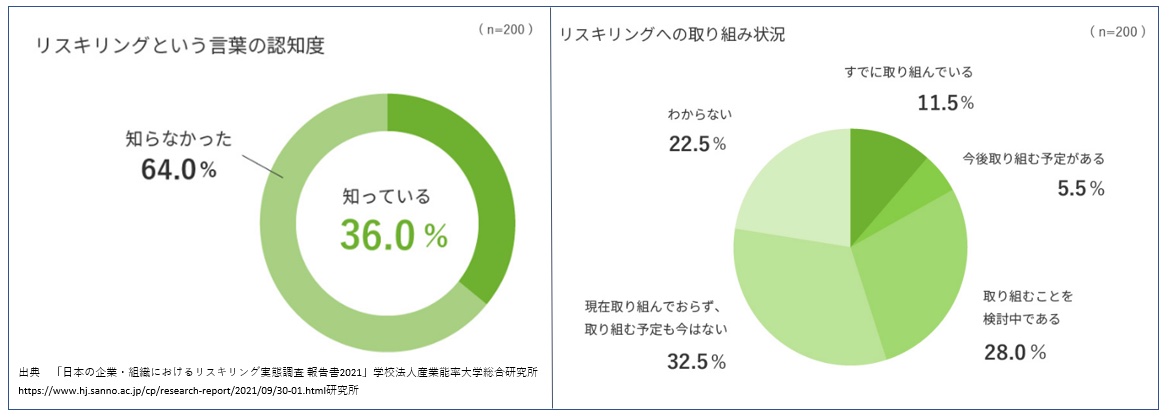 リスキリングという言葉の認知度
（ n=200 ）
知らなかった
64.0 %
知っている
36.0 %
出典　「日本の企業・組織におけるリスキリング実態調査 報告書2021」学校法人産業能率大学総合研究所
https://www.hj.sanno.ac.jp/cp/research-report/2021/09/30-01.html研究所
リスキリングへの取り組み状況
（ n=200 ）
すでに取り組んでいる
11.5 %
今後取り組む予定がある
5.5 %
取り組むことを
検討中である
28.0 %
現在取り組んでおらず、
取り組む予定も今はない
32.5 %
わからない
22.5 %